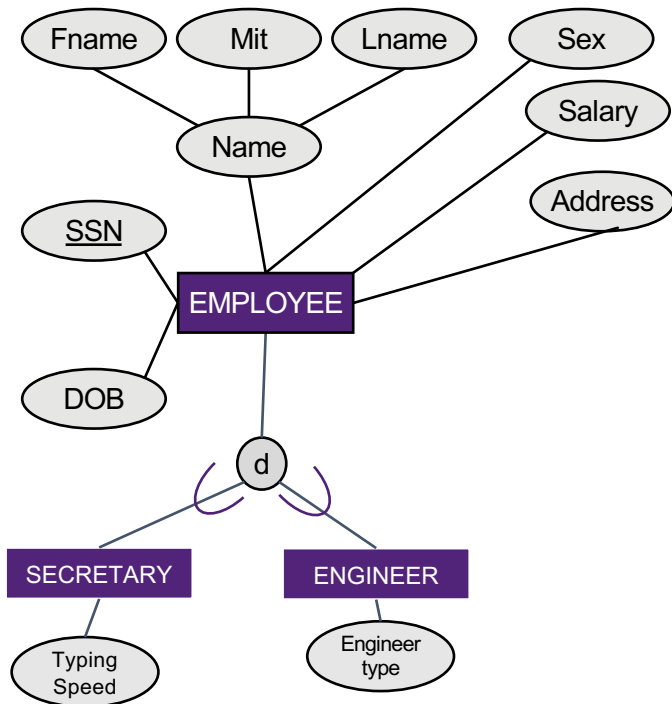 Fname
Mit
Lname
Sex
Salary
Name
Address
SSN
EMPLOYEE
DOB
d
SECRETARY
ENGINEER
Typing
Speed
Engineer
type